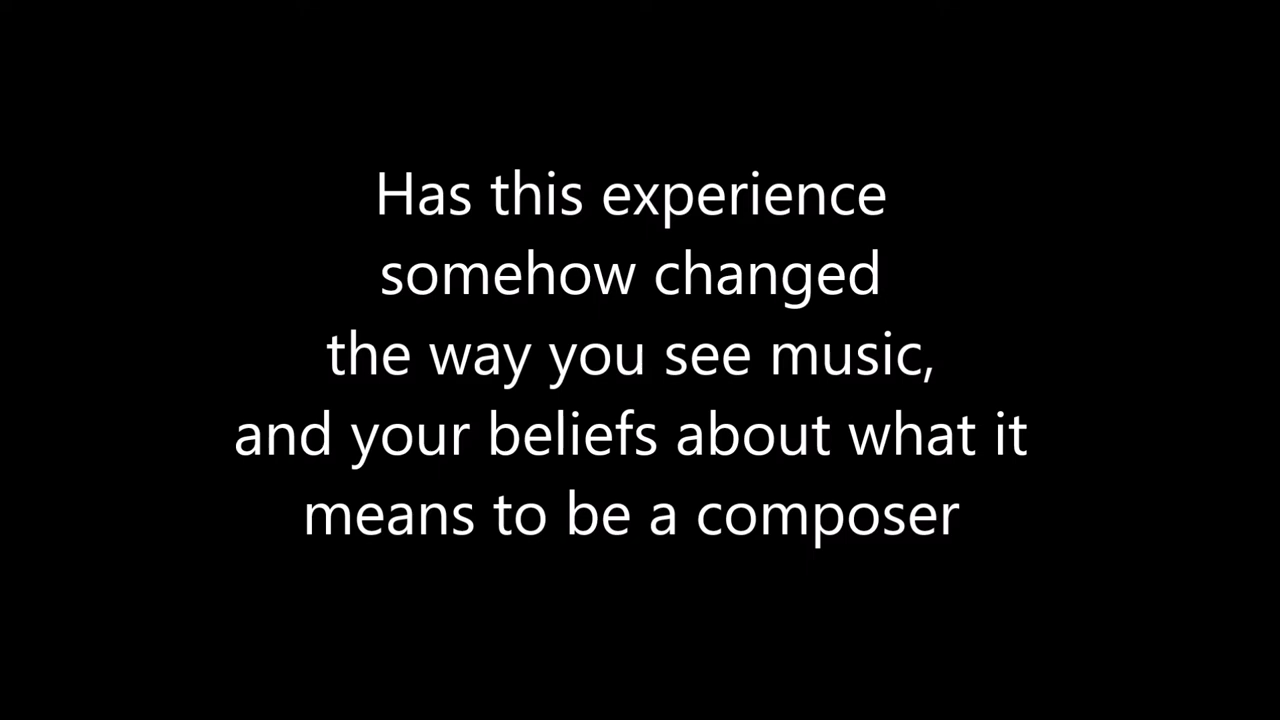 Has this experience
somehow changed
the way you see music,
and your beliefs about what it
means to be a composer